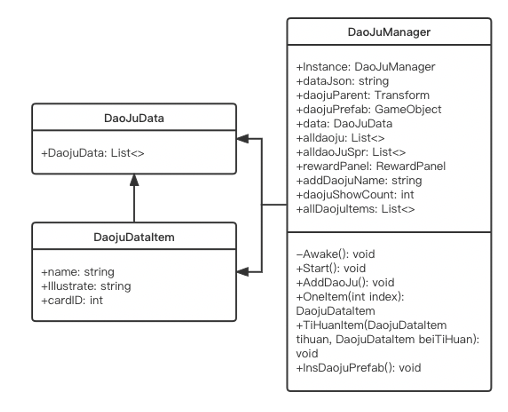 DaoJuManager
+Instance: DaoJuManager
+dataJson: string
+daojuParent: Transform
+daojuPrefab: GameObject
+data: DaoJuData
+alldaoju: List<>
+alldaoJuSpr: List<>
+rewardPanel: RewardPanel
+addDaojuName: string
+daojuShowCount: int
+allDaojuItems: List<>
-Awake(): void
+Start(): void
+AddDaoJu(): void
+OneItem(int index):
DaojuDataItem
+TiHuanItem(DaojuDataItem
tihuan, DaojuDataItem beiTiHuan):
void
+InsDaojuPrefab(): void
DaoJuData
+DaojuData: List<>
DaojuDataItem
+name: string
+Illustrate: string
+cardID: int